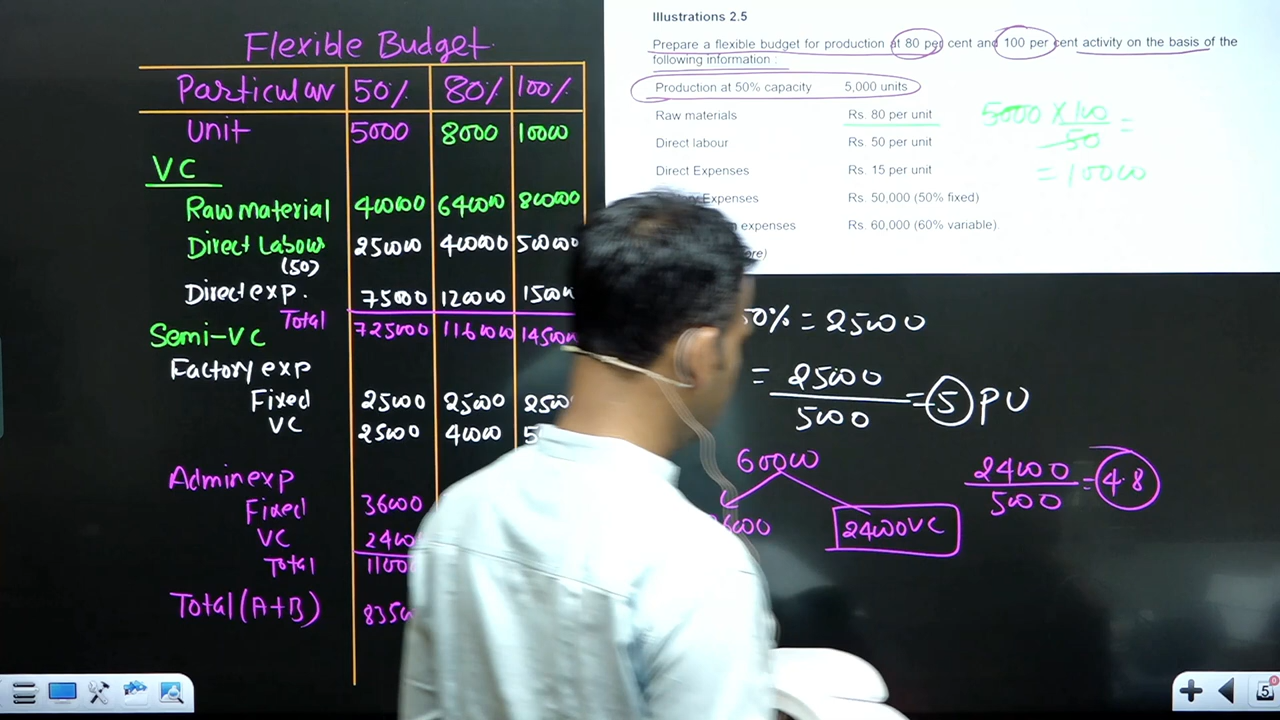 Flexible Budget
Particular 50% 80% 100%
Unit 5000 8000 10000
VC
Raw material 400000 640000 800000
Direct Labour 250000 400000 500000
(50)
Direct exp. 75000 120000 150000
Total 725000 1160000
Semi-VC
Factory exp
Fixed 25000 25000
VC 25000 40000
Admin exp
Fixed 36000
VC
Total
Total (A+B)
Illustrations 2.5
Prepare a flexible budget for production at 80 per cent and 100 per cent activity on the basis of the
following information :
Production at 50% capacity 5,000 units
Raw materials Rs. 80 per unit
Direct labour Rs. 50 per unit
Direct Expenses Rs. 15 per unit
Expenses Rs. 50,000 (50% fixed)
expenses Rs. 60,000 (60% variable)
5000 × 100
50 =
= 10000
50% = 25000
= 25000
5000 = 5 PU
60000
24000 VC
24000
5000 = 4.8
5